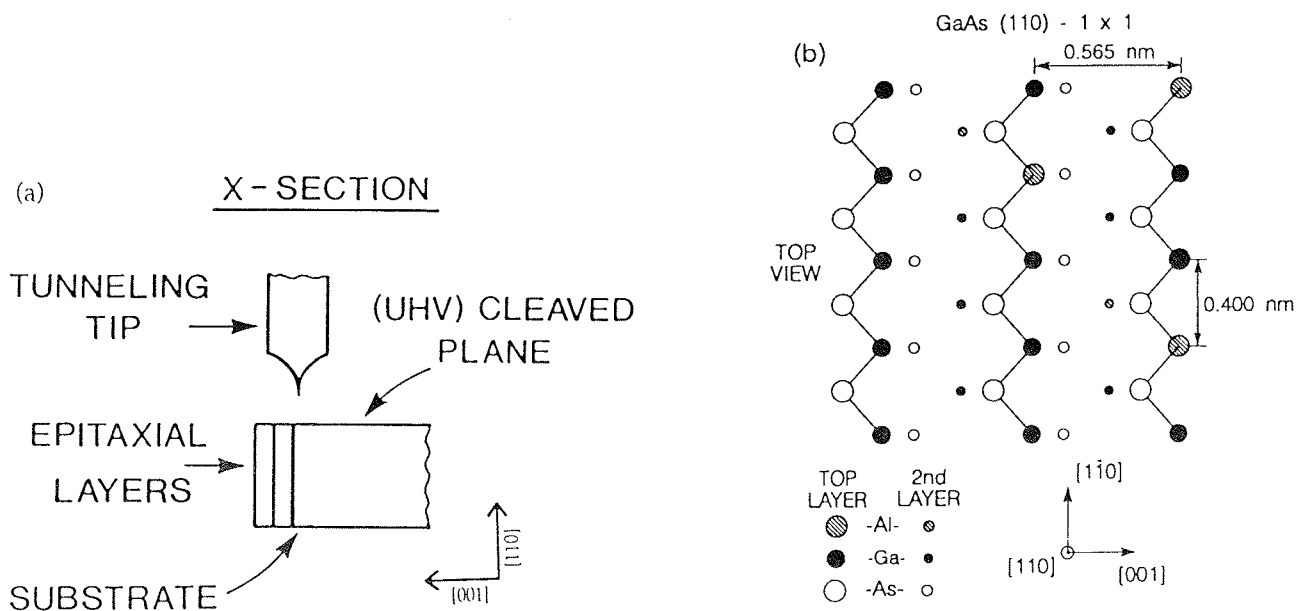 (a)
X-SECTION
TUNNELING
TIP
(UHV) CLEAVED
PLANE
EPITAXIAL
LAYERS
SUBSTRATE
[110]
[001]
GaAs (110) - 1 x 1
(b)
0.565 nm
TOP
VIEW
0.400 nm
TOP
LAYER
2nd
LAYER
-Al-
-Ga-
-As-
[11̄0]
[110]
[001]